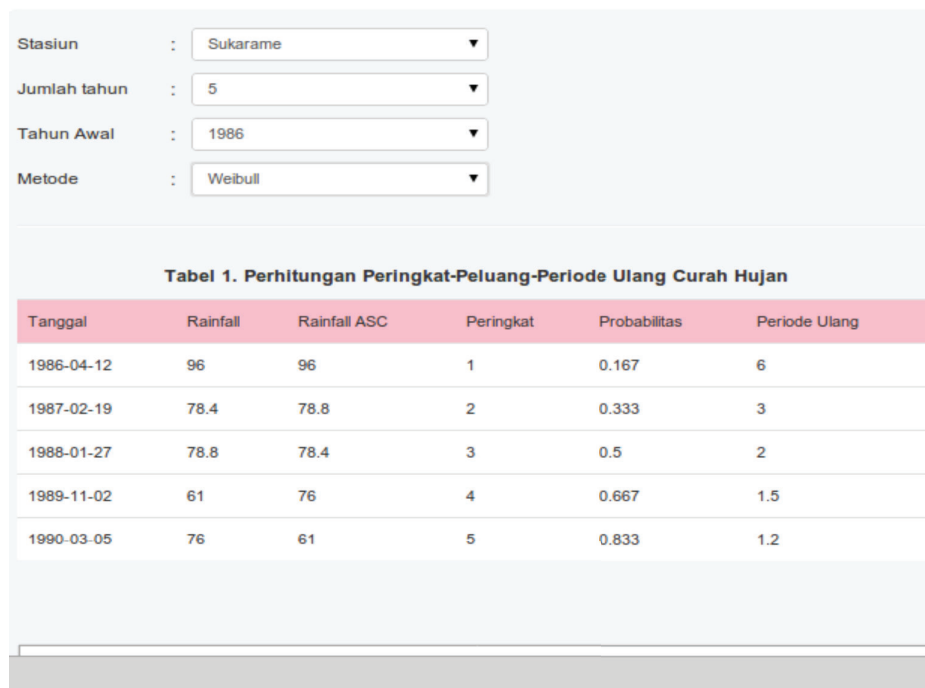 Stasiun : Sukarame
Jumlah tahun : 5
Tahun Awal : 1986
Metode : Weibull
Tabel 1. Perhitungan Peringkat-Peluang-Periode Ulang Curah Hujan
Tanggal Rainfall Rainfall ASC Peringkat Probabilitas Periode Ulang
1986-04-12 96 96 1 0.167 6
1987-02-19 78.4 78.8 2 0.333 3
1988-01-27 78.8 78.4 3 0.5 2
1989-11-02 61 76 4 0.667 1.5
1990-03-05 76 61 5 0.833 1.2